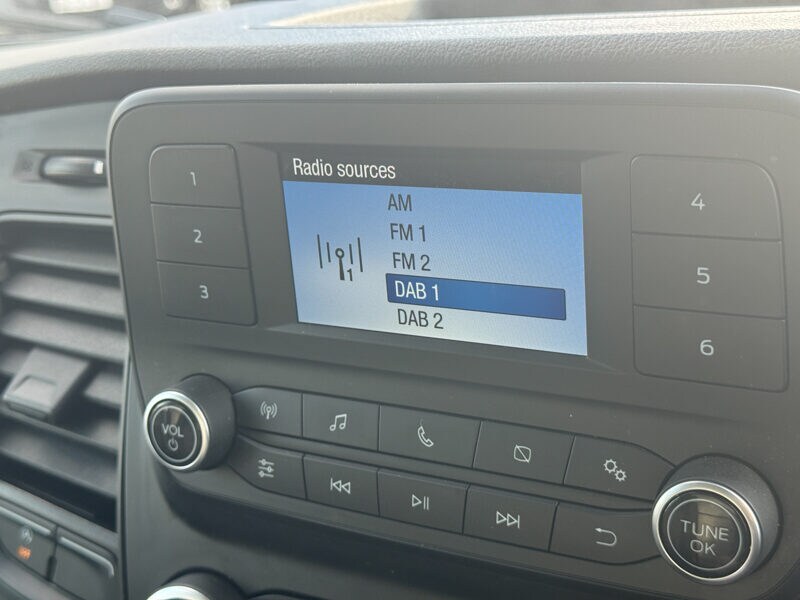 Radio sources
AM
FM 1
FM 2
DAB 1
DAB 2
1
1
2
3
4
5
6
VOL
TUNE
OK